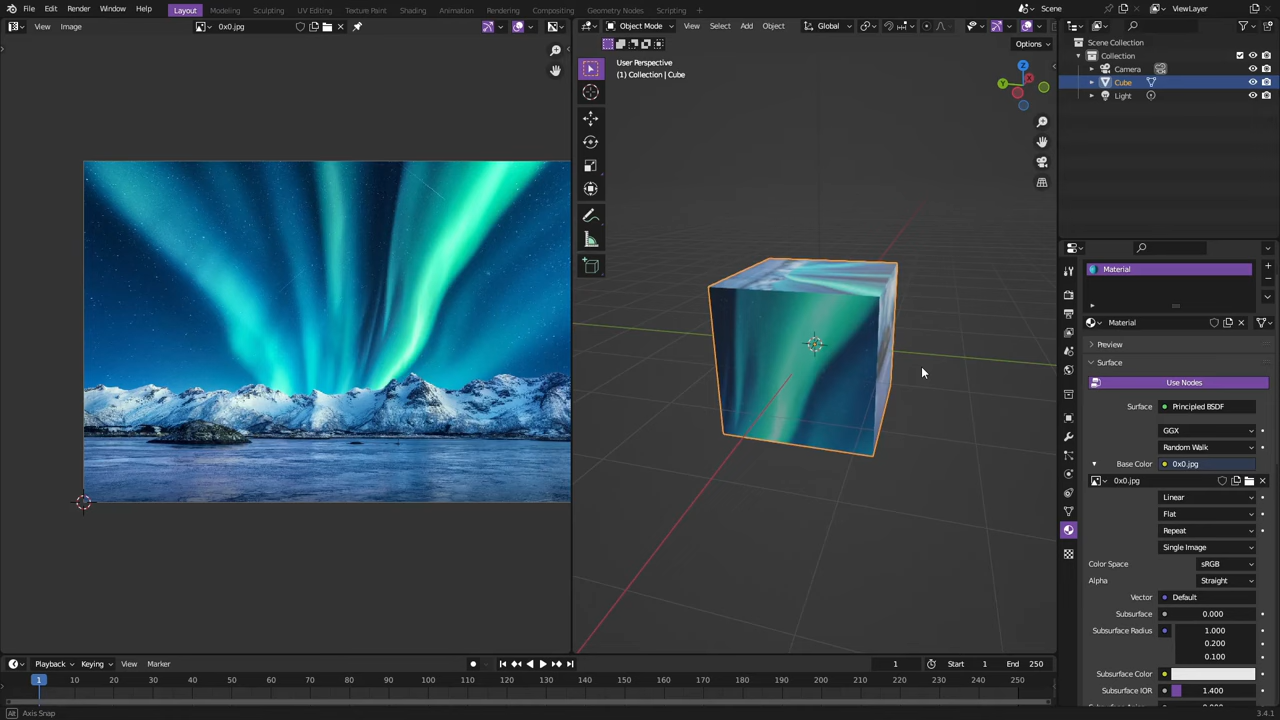 File Edit Render Window Help Layout Modeling Sculpting UV Editing Texture Paint Shading Animation Rendering Compositing Geometry Nodes Scripting Scene ViewLayer
View Image 0x0.jpg Object Mode View Select Add Object Global
Options
User Perspective
(1) Collection | Cube
Z
Y
Scene Collection
Collection
Camera
Cube
Light
Material
Material
Preview
Surface
Use Nodes
Surface: Principled BSDF
GGX
Random Walk
Base Color 0x0.jpg
0x0.jpg
Linear
Flat
Repeat
Single Image
Color Space sRGB
Alpha Straight
Vector Default
Subsurface 0.000
Subsurface Radius 1.000
0.200
0.100
Subsurface Color
Subsurface IOR 1.400
Playback Keying View Marker 1 Start 1 End 250
1 10 20 30 40 50 60 70 80 90 100 110 120 130 140 150 160 170 180 190 200 210 220 230 240 250
Alt Axis Snap 3.4.1